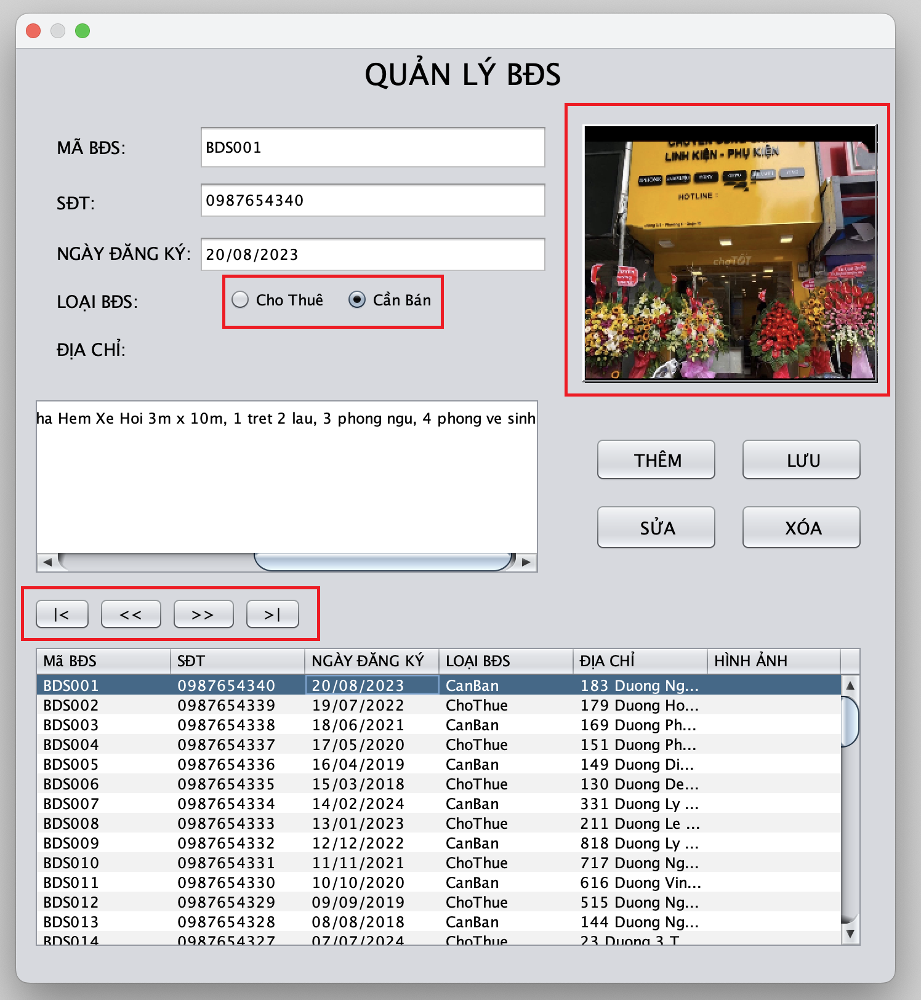 QUẢN LÝ BĐS
MÃ BĐS:
BDS001
SĐT:
0987654340
NGÀY ĐĂNG KÝ:
20/08/2023
LOẠI BĐS:
Cho Thuê
Cần Bán
ĐỊA CHỈ:
LINH KIỆN - PHỤ KIỆN
HOTLINE :
chợTỐT
ha Hem Xe Hoi 3m x 10m, 1 tret 2 lau, 3 phong ngu, 4 phong ve sinh
THÊM
LƯU
SỬA
XÓA
|<
<<
>>
>|
Mã BĐS SĐT NGÀY ĐĂNG KÝ LOẠI BĐS ĐỊA CHỈ HÌNH ẢNH
BDS001 0987654340 20/08/2023 CanBan 183 Duong Ng...
BDS002 0987654339 19/07/2022 ChoThue 179 Duong Ho...
BDS003 0987654338 18/06/2021 CanBan 169 Duong Ph...
BDS004 0987654337 17/05/2020 ChoThue 151 Duong Ph...
BDS005 0987654336 16/04/2019 CanBan 149 Duong Di...
BDS006 0987654335 15/03/2018 ChoThue 130 Duong De...
BDS007 0987654334 14/02/2024 CanBan 331 Duong Ly ...
BDS008 0987654333 13/01/2023 ChoThue 211 Duong Le ...
BDS009 0987654332 12/12/2022 CanBan 818 Duong Ly ...
BDS010 0987654331 11/11/2021 ChoThue 717 Duong Ng...
BDS011 0987654330 10/10/2020 CanBan 616 Duong Vin...
BDS012 0987654329 09/09/2019 ChoThue 515 Duong Ng...
BDS013 0987654328 08/08/2018 CanBan 144 Duong Ng...
BDS014 0987654327 07/07/2024 ChoThue 23 Duong 3 T